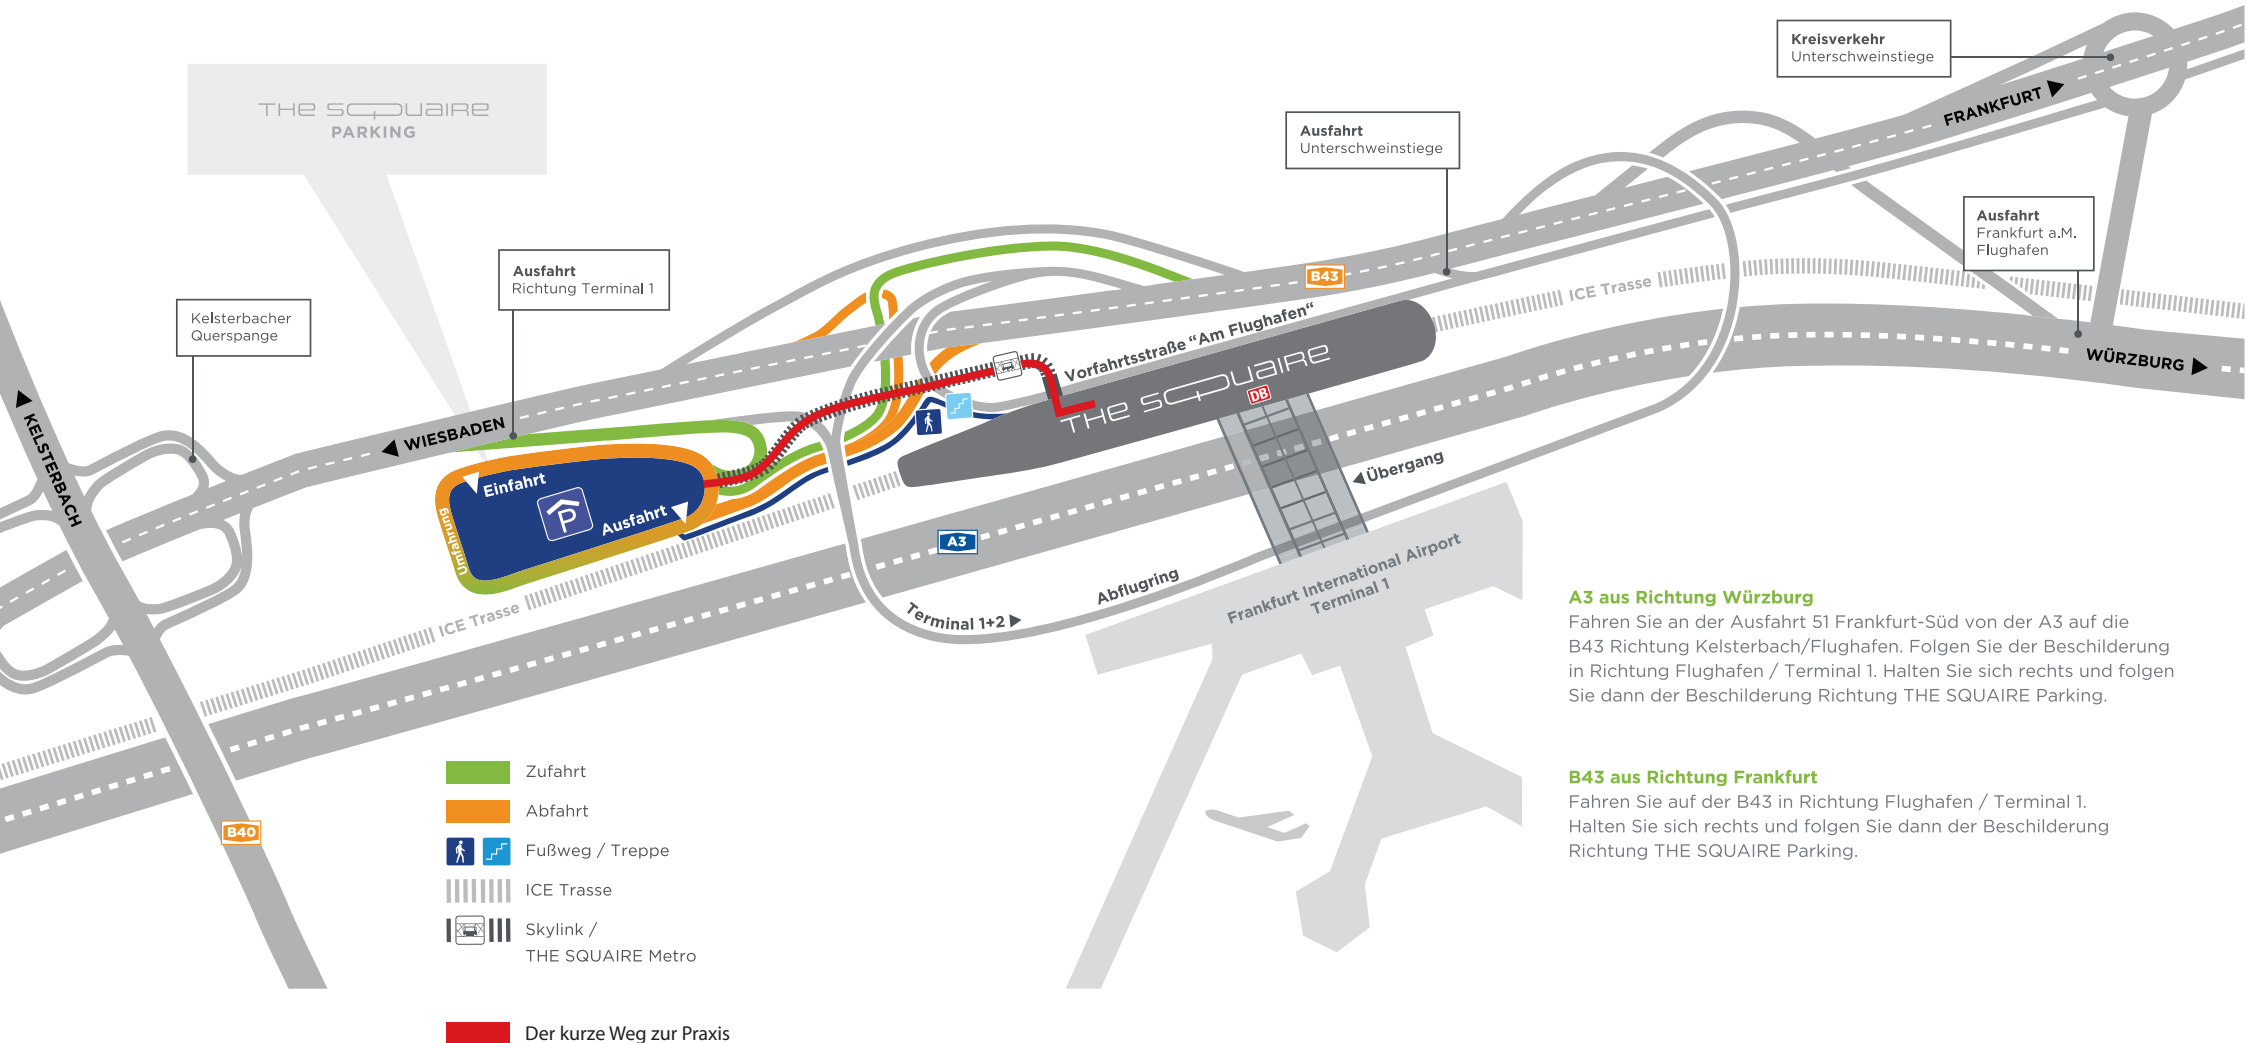 Kreisverkehr
Unterschweinstiege
THE SQUAIRE
PARKING
FRANKFURT
Ausfahrt
Unterschweinstiege
Ausfahrt
Frankfurt a.M.
Flughafen
Ausfahrt
Richtung Terminal 1
B43
ICE Trasse
Kelsterbacher
Querspange
Vorfahrtsstraße “Am Flughafen“
THE SQUAIRE
DB
WÜRZBURG
WIESBADEN
KELSTERBACH
Einfahrt
P
Ausfahrt
Umfahrung
Übergang
A3
ICE Trasse
Abflugring
Terminal 1+2
Frankfurt International Airport
Terminal 1
A3 aus Richtung Würzburg
Fahren Sie an der Ausfahrt 51 Frankfurt-Süd von der A3 auf die
B43 Richtung Kelsterbach/Flughafen. Folgen Sie der Beschilderung
in Richtung Flughafen / Terminal 1. Halten Sie sich rechts und folgen
Sie dann der Beschilderung Richtung THE SQUAIRE Parking.
B43 aus Richtung Frankfurt
Fahren Sie auf der B43 in Richtung Flughafen / Terminal 1.
Halten Sie sich rechts und folgen Sie dann der Beschilderung
Richtung THE SQUAIRE Parking.
B40
Zufahrt
Abfahrt
Fußweg / Treppe
ICE Trasse
Skylink /
THE SQUAIRE Metro
Der kurze Weg zur Praxis